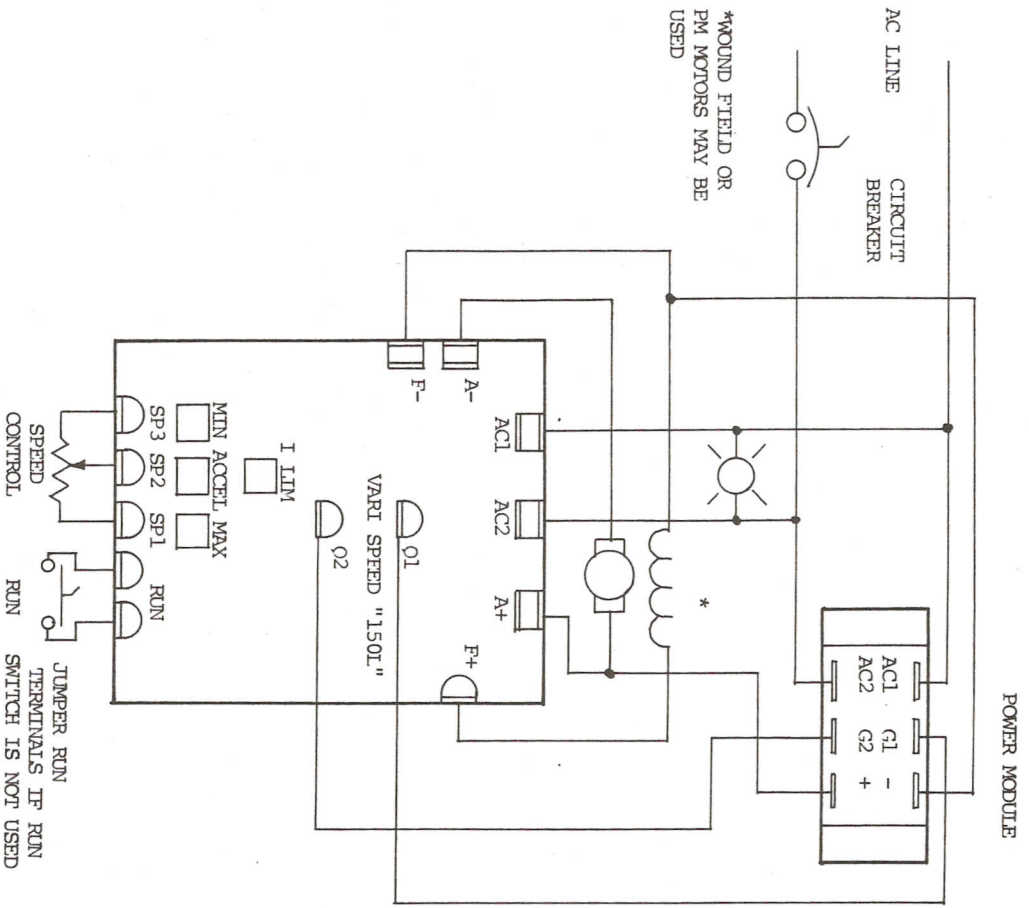 POWER MODULE
AC LINE
CIRCUIT
BREAKER
AC1 G1 -
AC2 G2 +
*WOUND FIELD OR
PM MOTORS MAY BE
USED
*
A-
F-
AC1
AC2
A+
F+
Q1
VARI SPEED "150L"
Q2
I LIM
MIN ACCEL MAX
SP3 SP2 SP1 RUN
SPEED
CONTROL
RUN
JUMPER RUN
TERMINALS IF RUN
SWITCH IS NOT USED